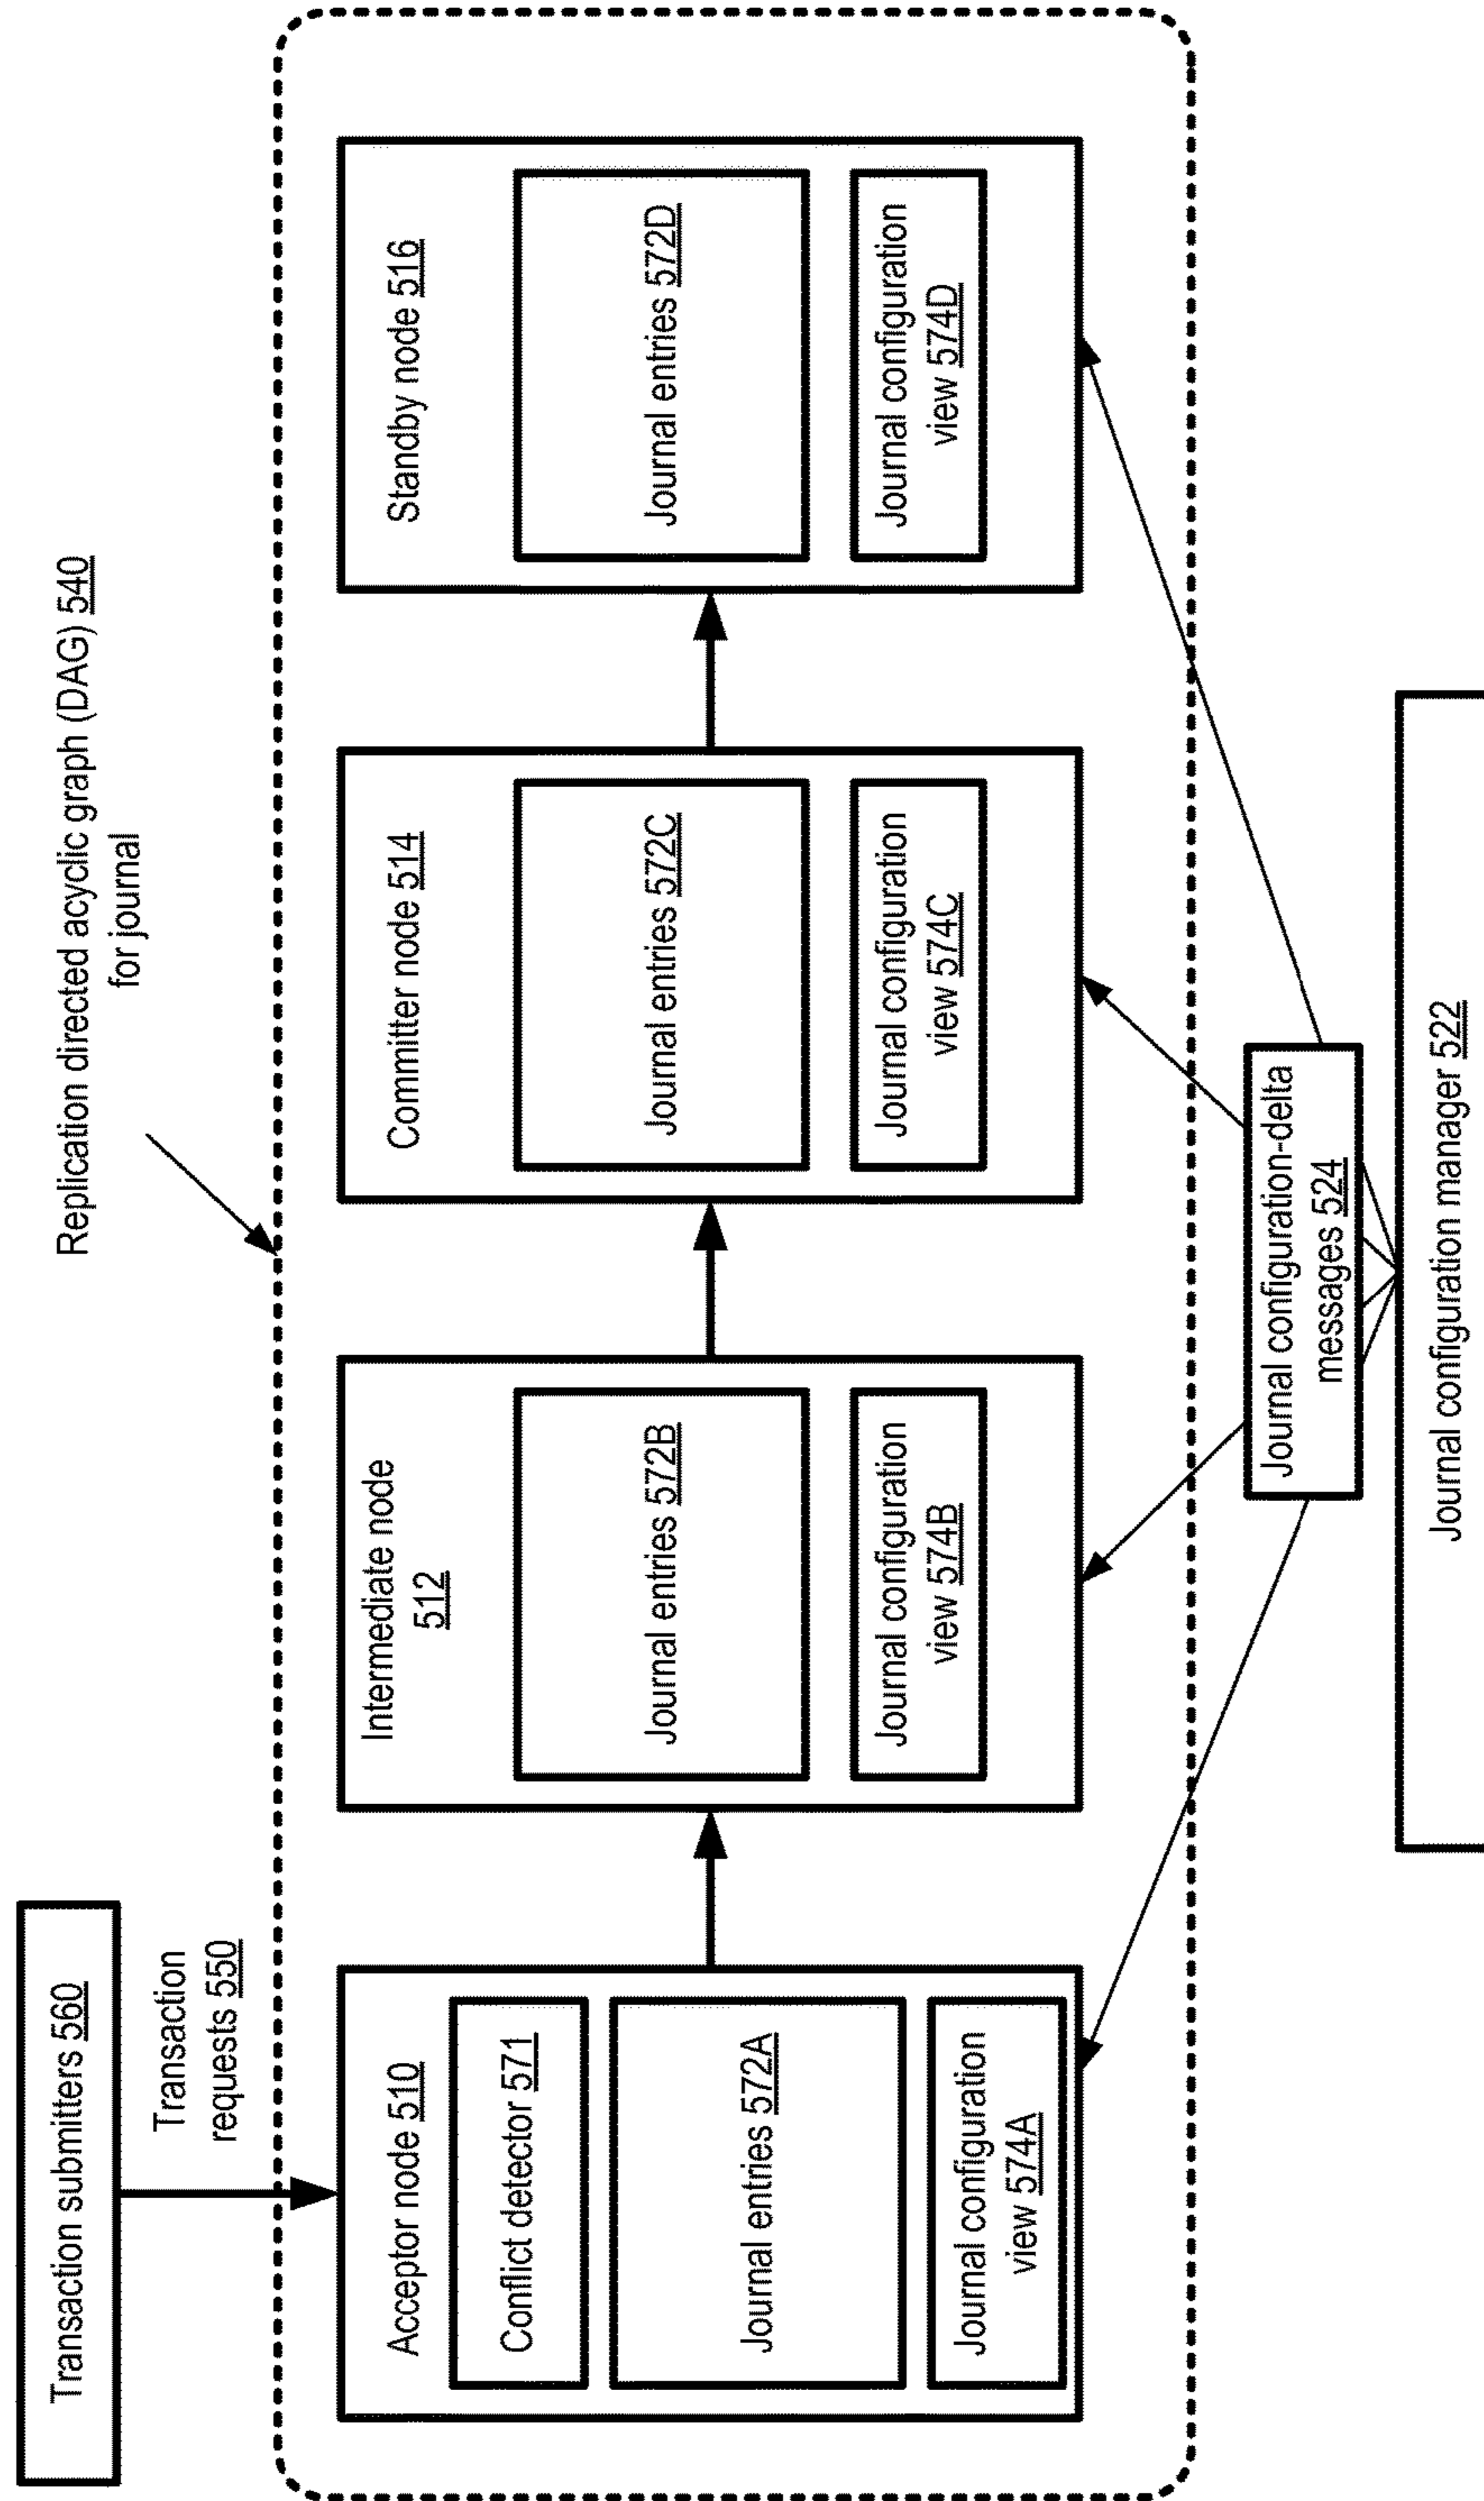 Replication directed acyclic graph (DAG) 540
for journal
Transaction submitters 560
Transaction
requests 550
Acceptor node 510
Conflict detector 571
Journal entries 572A
Journal configuration
view 574A
Intermediate node
512
Journal entries 572B
Journal configuration
view 574B
Committer node 514
Journal entries 572C
Journal configuration
view 574C
Standby node 516
Journal entries 572D
Journal configuration
view 574D
Journal configuration-delta
messages 524
Journal configuration manager 522